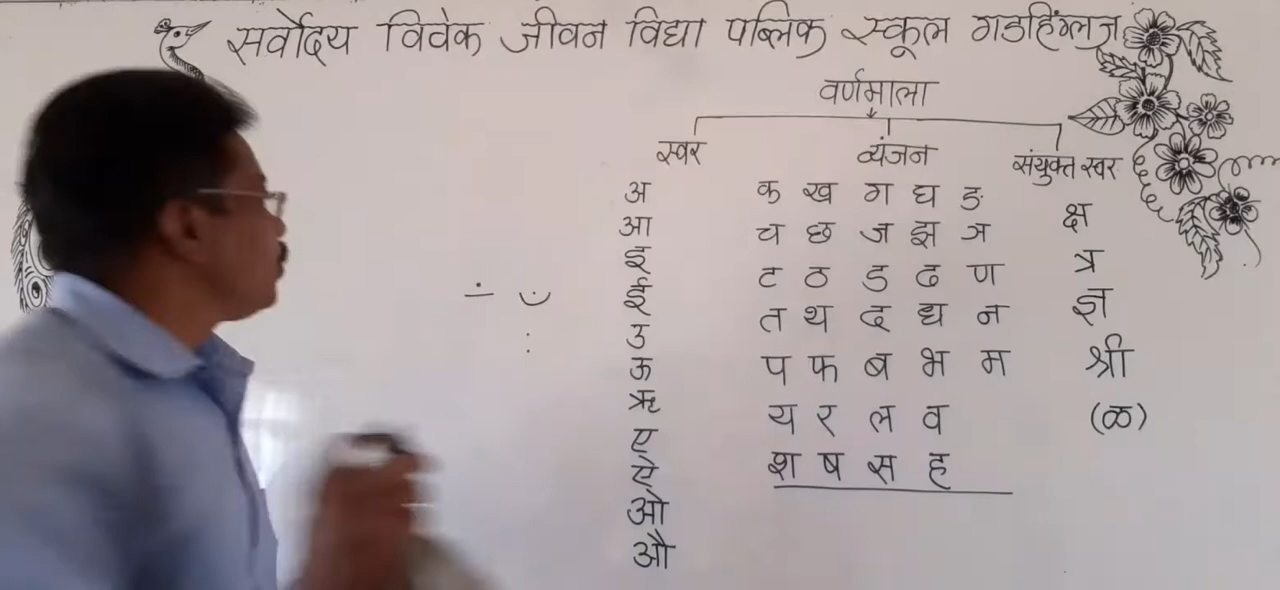 सर्वोदय विवेक जीवन विद्या पब्लिक स्कूल गडहिंग्लज
वर्णमाला
स्वर व्यंजन संयुक्त स्वर
अ
आ
इ
ई
उ
ऊ
ऋ
ए
ऐ
ओ
औ
क ख ग घ ङ
च छ ज झ ञ
ट ठ ड ढ ण
त थ द ध न
प फ ब भ म
य र ल व
श ष स ह
क्ष
त्र
ज्ञ
श्री
(ळ)